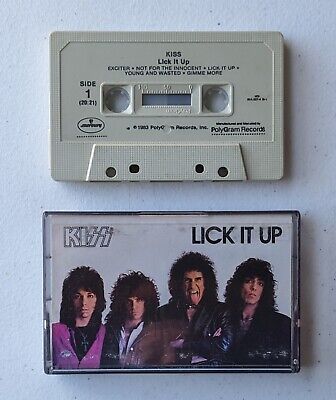 KISS
Lick It Up
EXCITER • NOT FOR THE INNOCENT • LICK IT UP •
YOUNG AND WASTED • GIMME MORE
SIDE
1
(20:21)
mercury
Manufactured and Marketed by
PolyGram Records
℗ 1983 PolyGram Records, Inc.
KISS
LICK IT UP